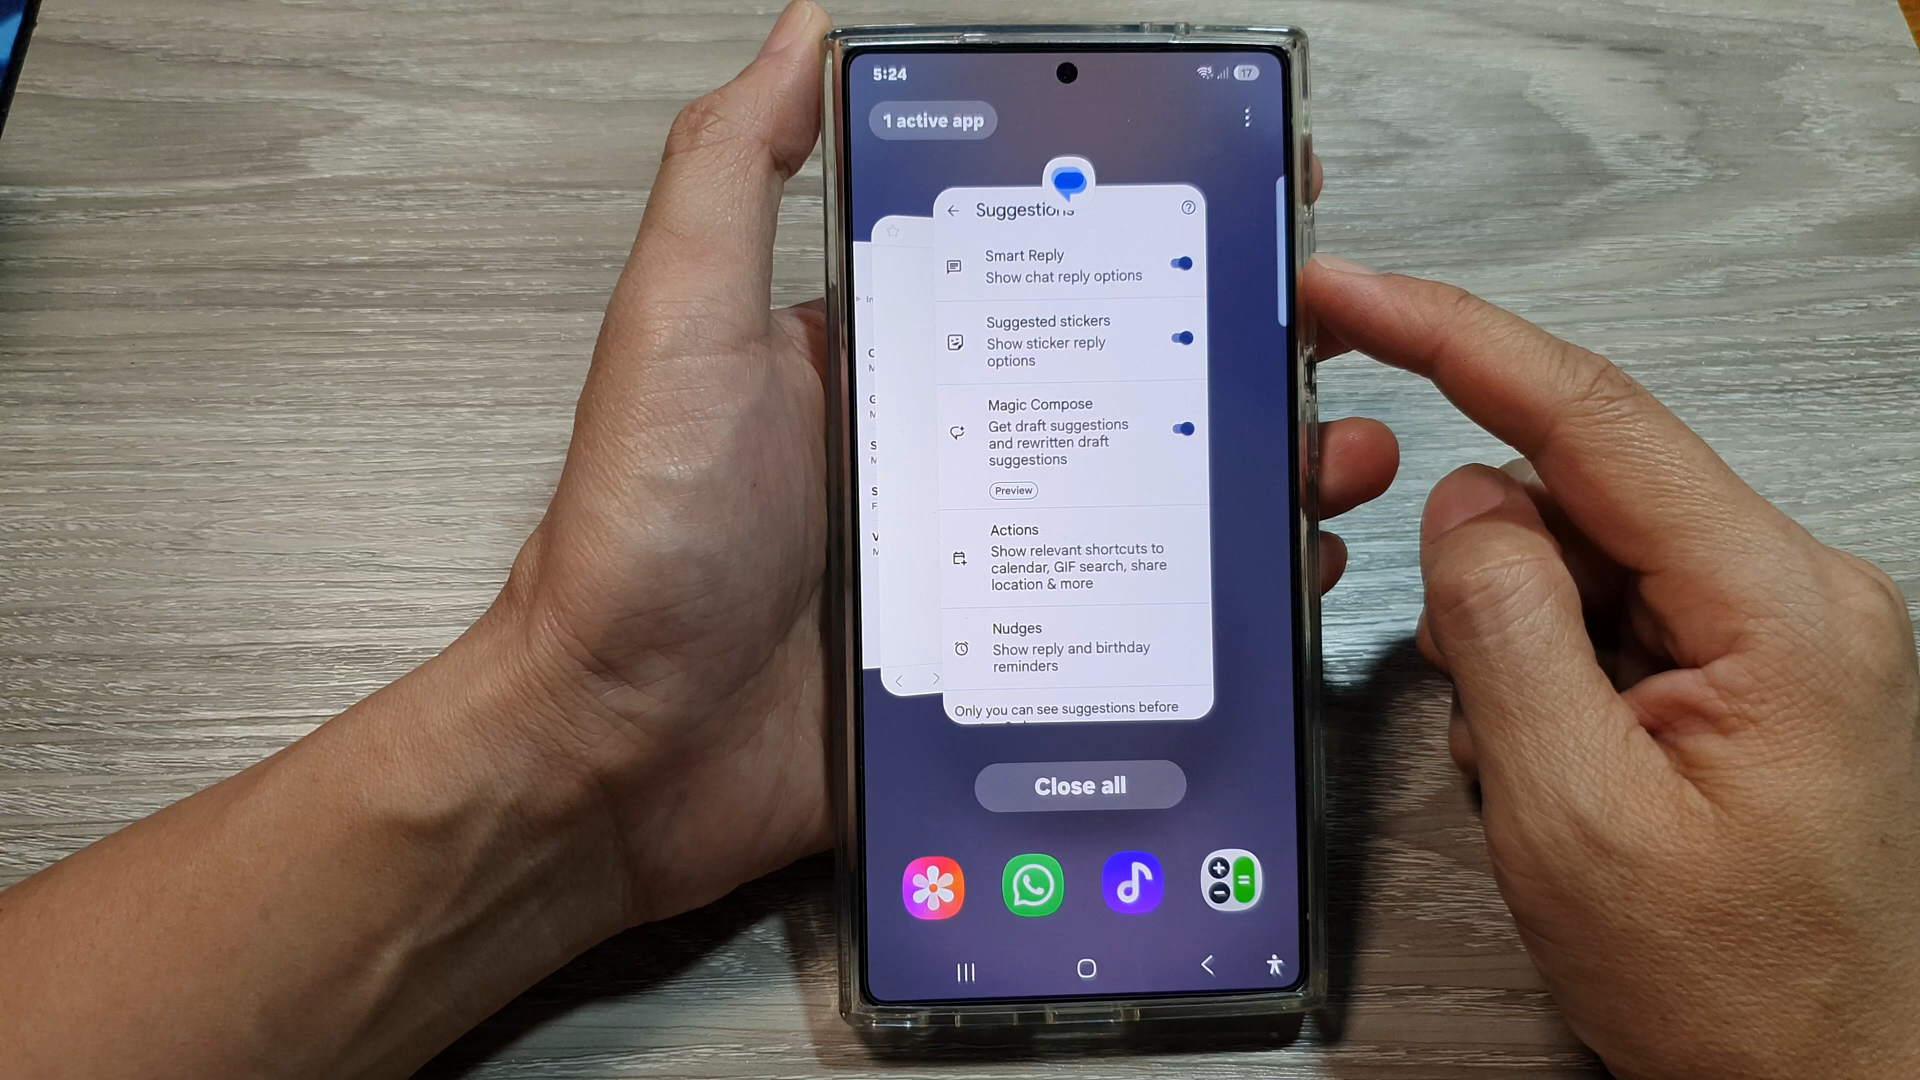 5:24
17
1 active app
Suggestions
Smart Reply
Show chat reply options
Suggested stickers
Show sticker reply
options
Magic Compose
Get draft suggestions
and rewritten draft
suggestions
Preview
Actions
Show relevant shortcuts to
calendar, GIF search, share
location & more
Nudges
Show reply and birthday
reminders
Only you can see suggestions before
Close all